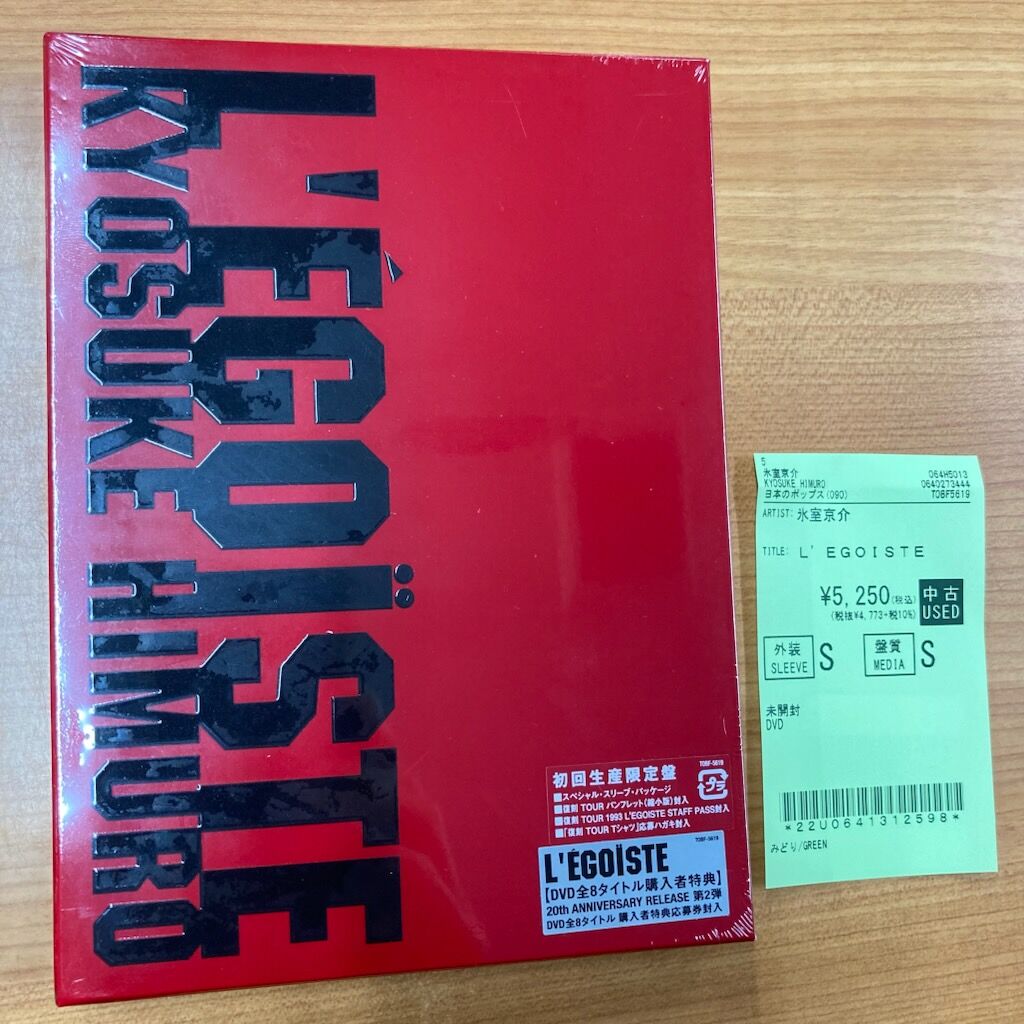 L'ÉGOÏSTE
KYOSUKE HIMURO
TOBF-5619
初回生産限定盤
プラ
■スペシャル・スリーブ・パッケージ
■復刻 TOUR パンフレット(縮小版)封入
■復刻 TOUR 1993 L'EGOISTE STAFF PASS封入
■「復刻 TOUR Tシャツ」応募ハガキ封入
TOBF-5619
L'ÉGOÏSTE
【DVD全8タイトル購入者特典】
20th ANNIVERSARY RELEASE 第2弾
DVD全8タイトル 購入者特典応募券封入
5
氷室京介 064H5013
KYOSUKE HIMURO 0640273444
日本のポップス(090) TOBF5619
ARTIST: 氷室京介
TITLE: L' EGOISTE
¥5,250(税込) 中古
(税抜¥4,773+税10%) USED
外装 S 盤質 S
SLEEVE MEDIA
未開封
DVD
*22U0641312598*
みどり/GREEN